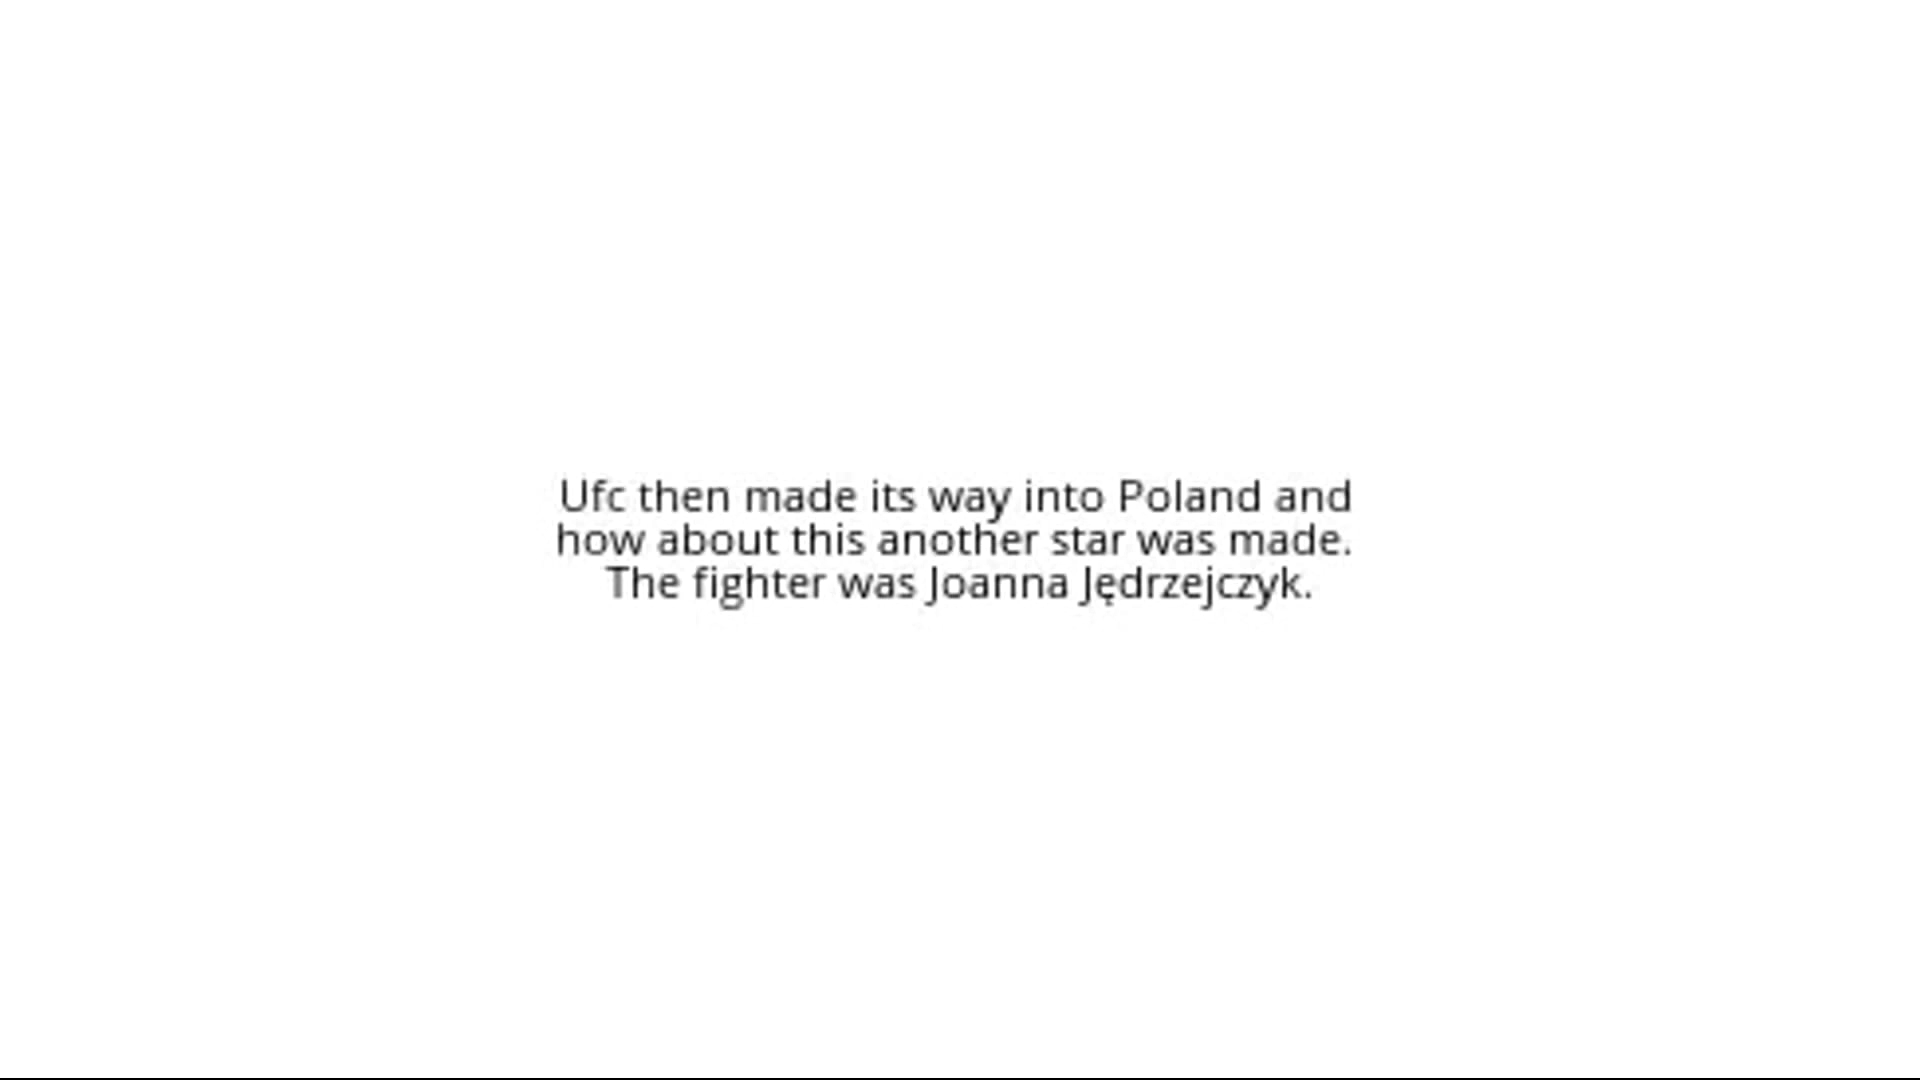 Ufc then made its way into Poland and
how about this another star was made.
The fighter was Joanna Jędrzejczyk.